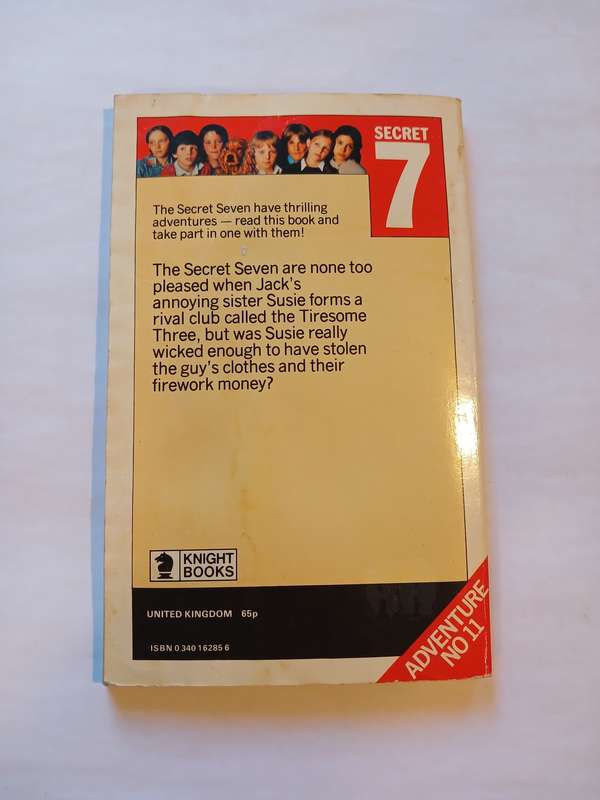 SECRET
7
The Secret Seven have thrilling
adventures — read this book and
take part in one with them!
The Secret Seven are none too
pleased when Jack's
annoying sister Susie forms a
rival club called the Tiresome
Three, but was Susie really
wicked enough to have stolen
the guy's clothes and their
firework money?
KNIGHT
BOOKS
UNITED KINGDOM 65p
ISBN 0 340 16285 6
ADVENTURE
NO 11